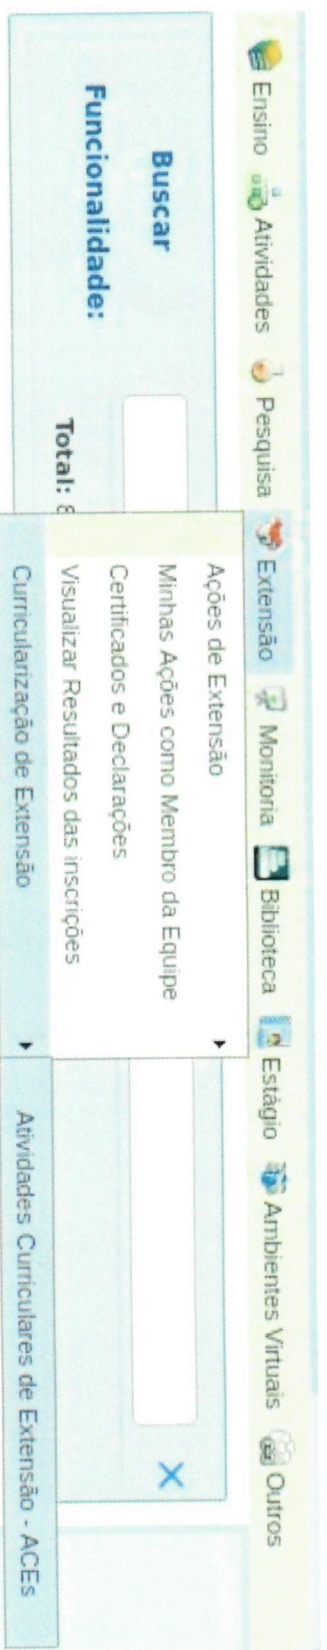 Ensino Atividades Pesquisa Extensão Monitoria Biblioteca Estágio Ambientes Virtuais Outros
Ações de Extensão
Minhas Ações como Membro da Equipe
Certificados e Declarações
Visualizar Resultados das inscrições
Curricularização de Extensão
Atividades Curriculares de Extensão - ACEs
Buscar
Funcionalidade:
Total: